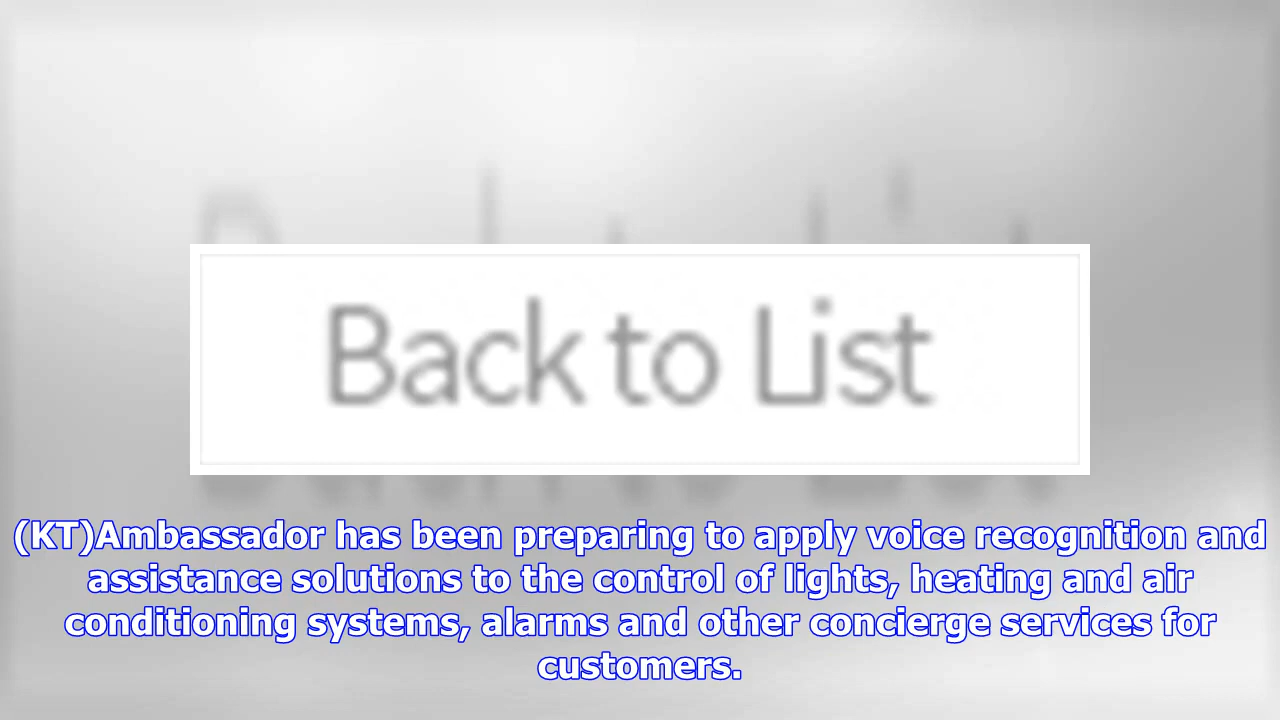 Back to List
(KT)Ambassador has been preparing to apply voice recognition and
assistance solutions to the control of lights, heating and air
conditioning systems, alarms and other concierge services for
customers.